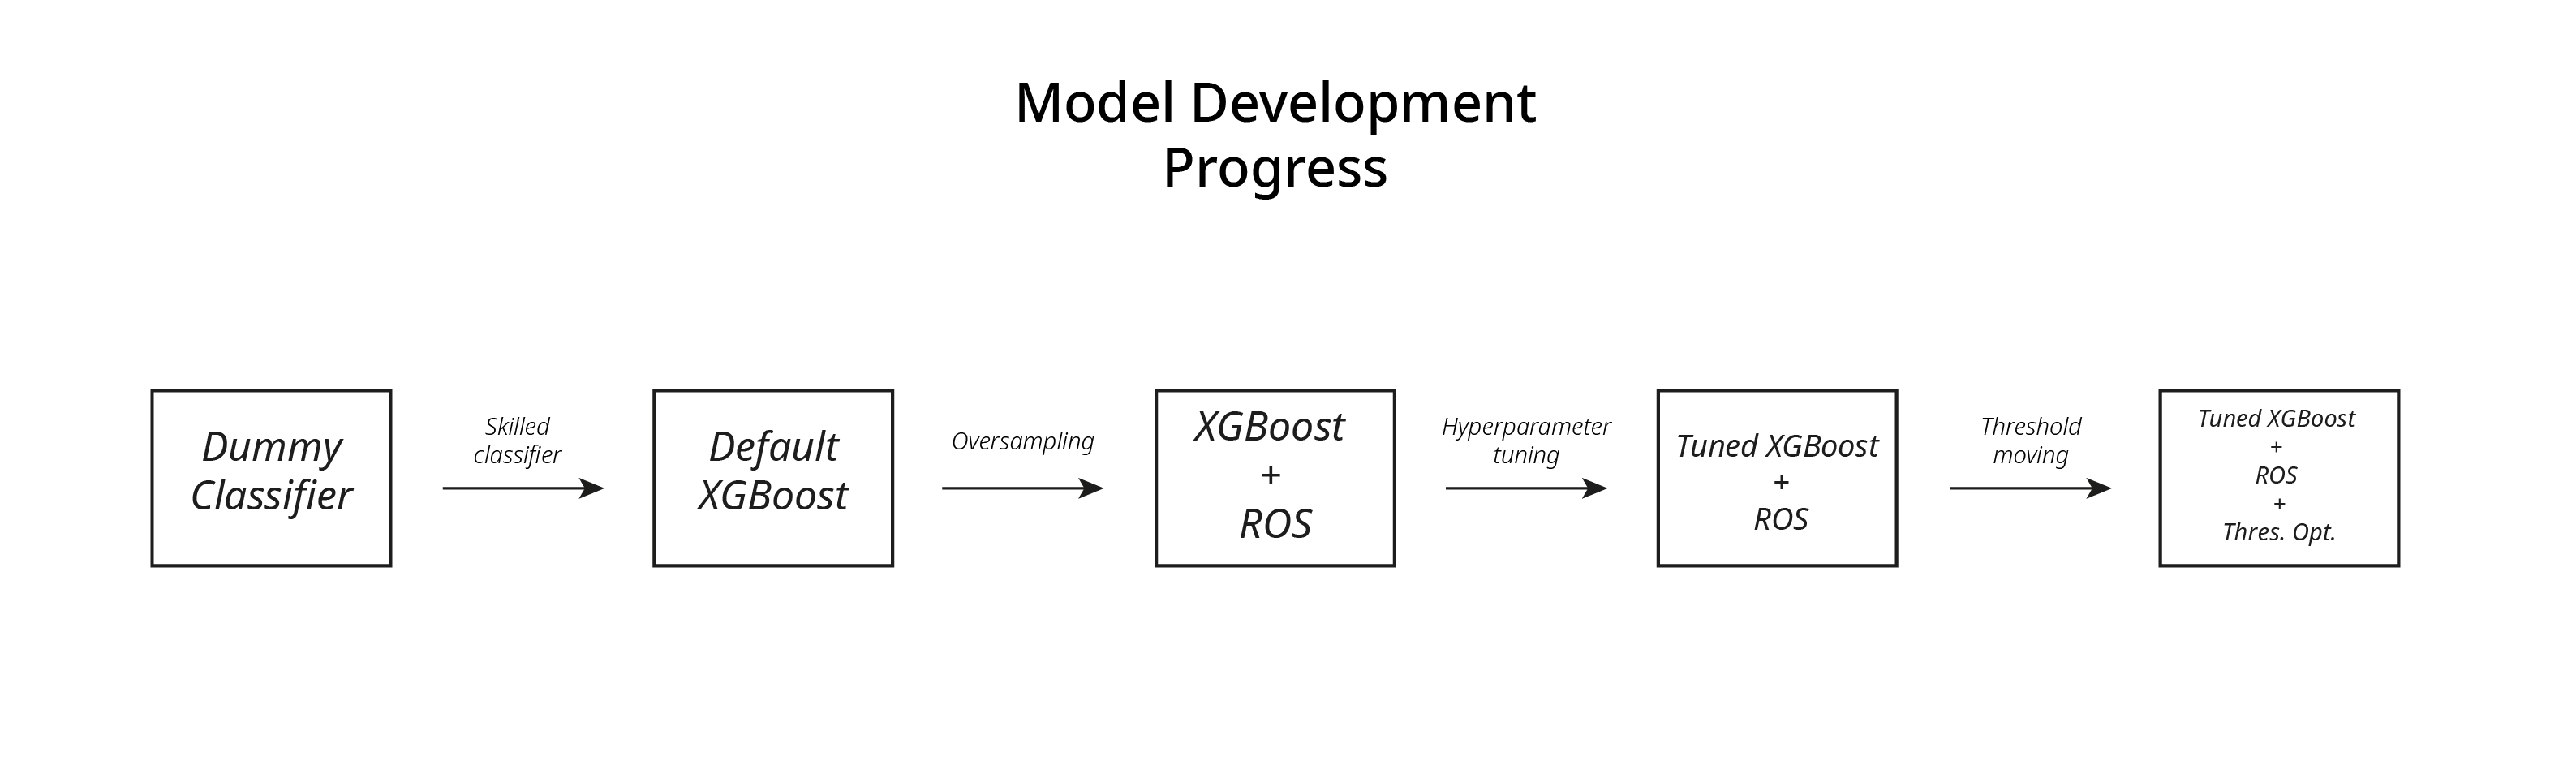 Model Development
Progress
Dummy
Classifier
Skilled
classifier
Default
XGBoost
Oversampling
XGBoost
+
ROS
Hyperparameter
tuning
Tuned XGBoost
+
ROS
Threshold
moving
Tuned XGBoost
+
ROS
+
Thres. Opt.